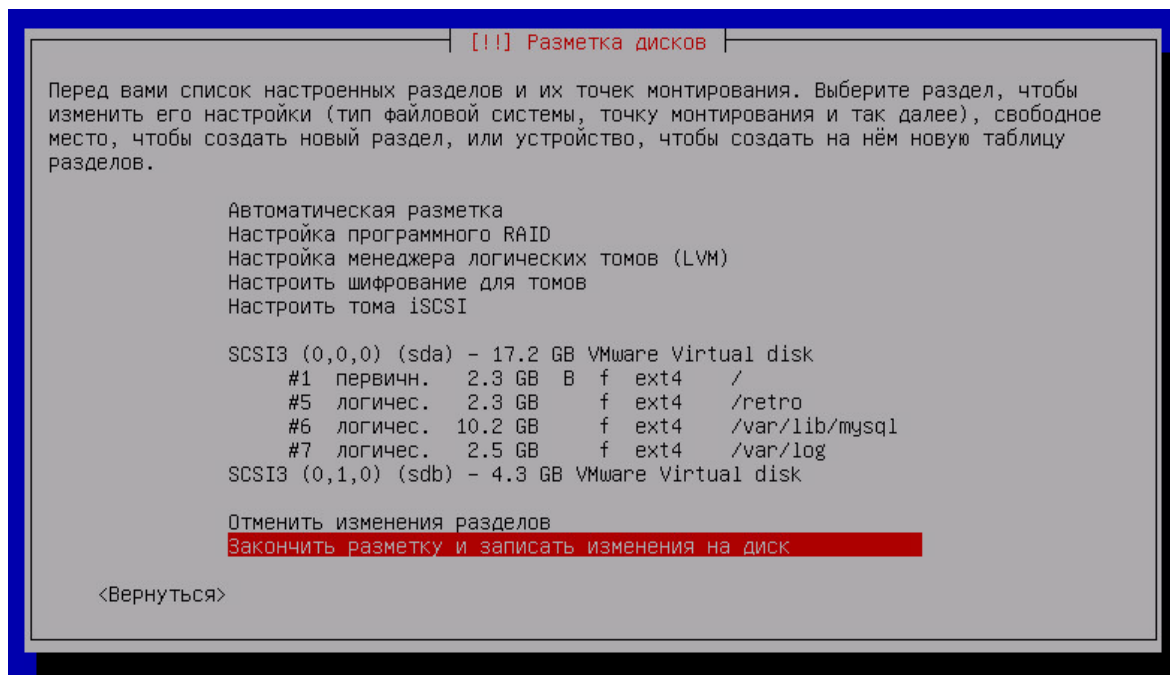 [!!] Разметка дисков
Перед вами список настроенных разделов и их точек монтирования. Выберите раздел, чтобы
изменить его настройки (тип файловой системы, точку монтирования и так далее), свободное
место, чтобы создать новый раздел, или устройство, чтобы создать на нём новую таблицу
разделов.
Автоматическая разметка
Настройка программного RAID
Настройка менеджера логических томов (LVM)
Настроить шифрование для томов
Настроить тома iSCSI
SCSI3 (0,0,0) (sda) - 17.2 GB VMware Virtual disk
#1 первичн. 2.3 GB B f ext4 /
#5 логичес. 2.3 GB f ext4 /retro
#6 логичес. 10.2 GB f ext4 /var/lib/mysql
#7 логичес. 2.5 GB f ext4 /var/log
SCSI3 (0,1,0) (sdb) - 4.3 GB VMware Virtual disk
Отменить изменения разделов
Закончить разметку и записать изменения на диск
<Вернуться>